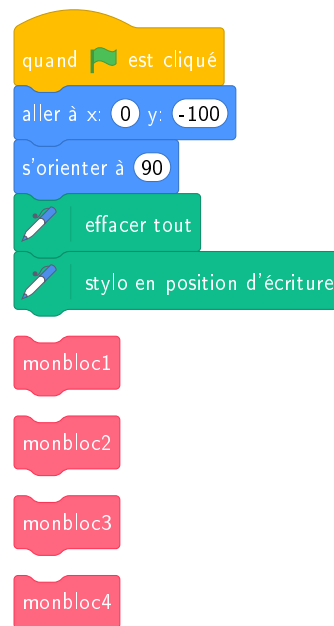 quand est cliqué
aller à x: 0 y: -100
s'orienter à 90
effacer tout
stylo en position d'écriture
monbloc1
monbloc2
monbloc3
monbloc4